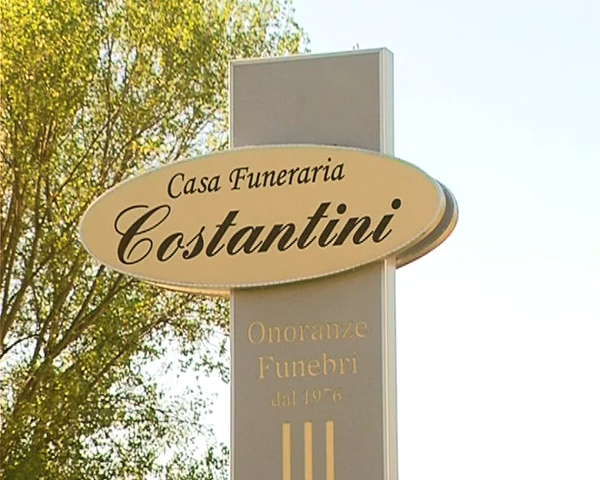 Casa Funeraria
Costantini
Onoranze
Funebri
dal 1976